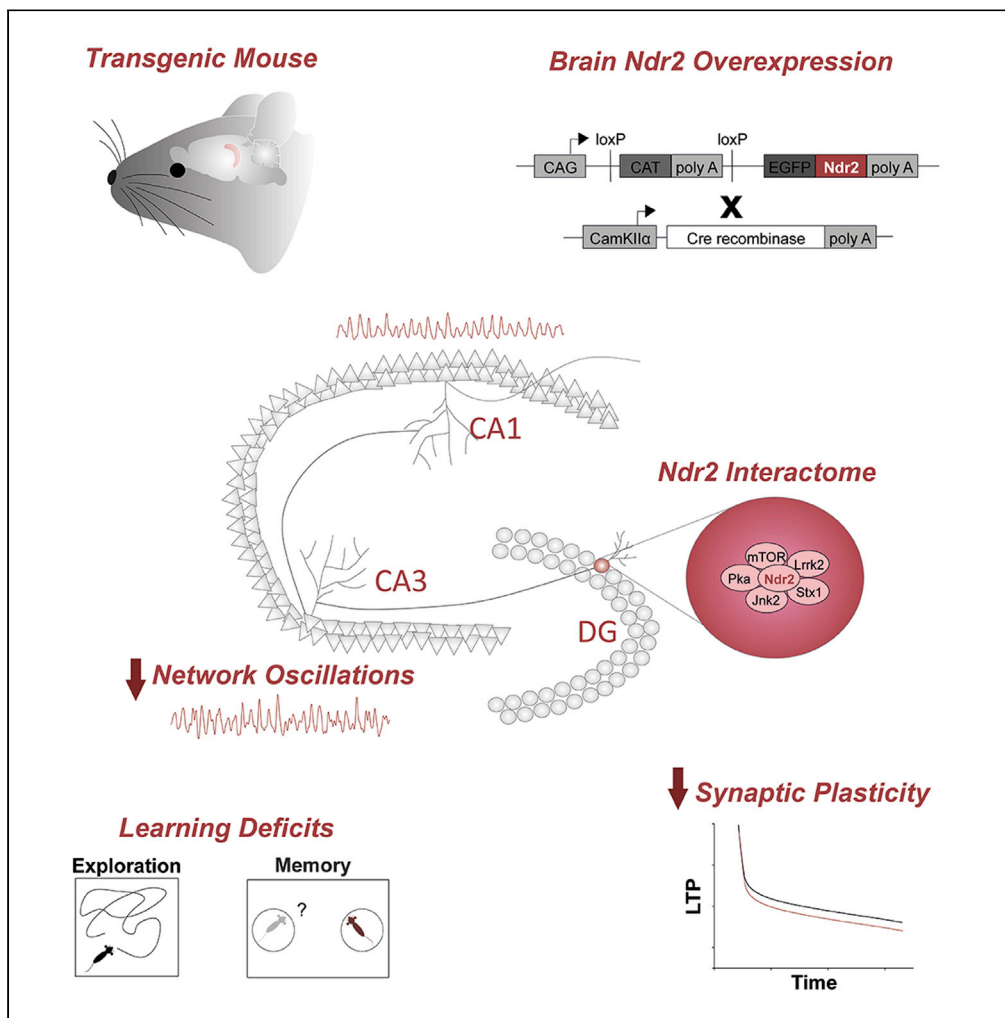 Transgenic Mouse
Brain Ndr2 Overexpression
loxP loxP
CAG CAT poly A EGFP Ndr2 poly A
X
CamKIIα Cre recombinase poly A
CA1
Ndr2 Interactome
mTOR Lrrk2
Pka Ndr2
Jnk2 Stx1
CA3
DG
Network Oscillations
Synaptic Plasticity
Learning Deficits
Exploration Memory
?
LTP
Time